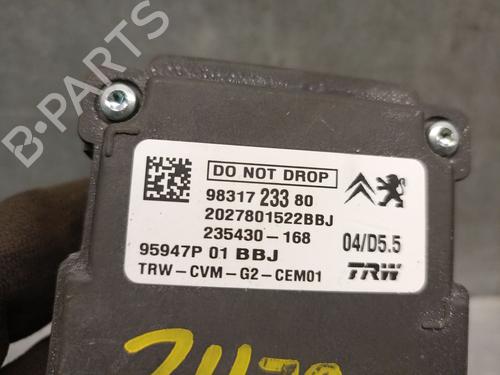 B-PARTS
DO NOT DROP
98317 233 80
2027801522BBJ
235430-168
04/D5.5
95947P 01 BBJ
TRW-CVM-G2-CEM01
TRW